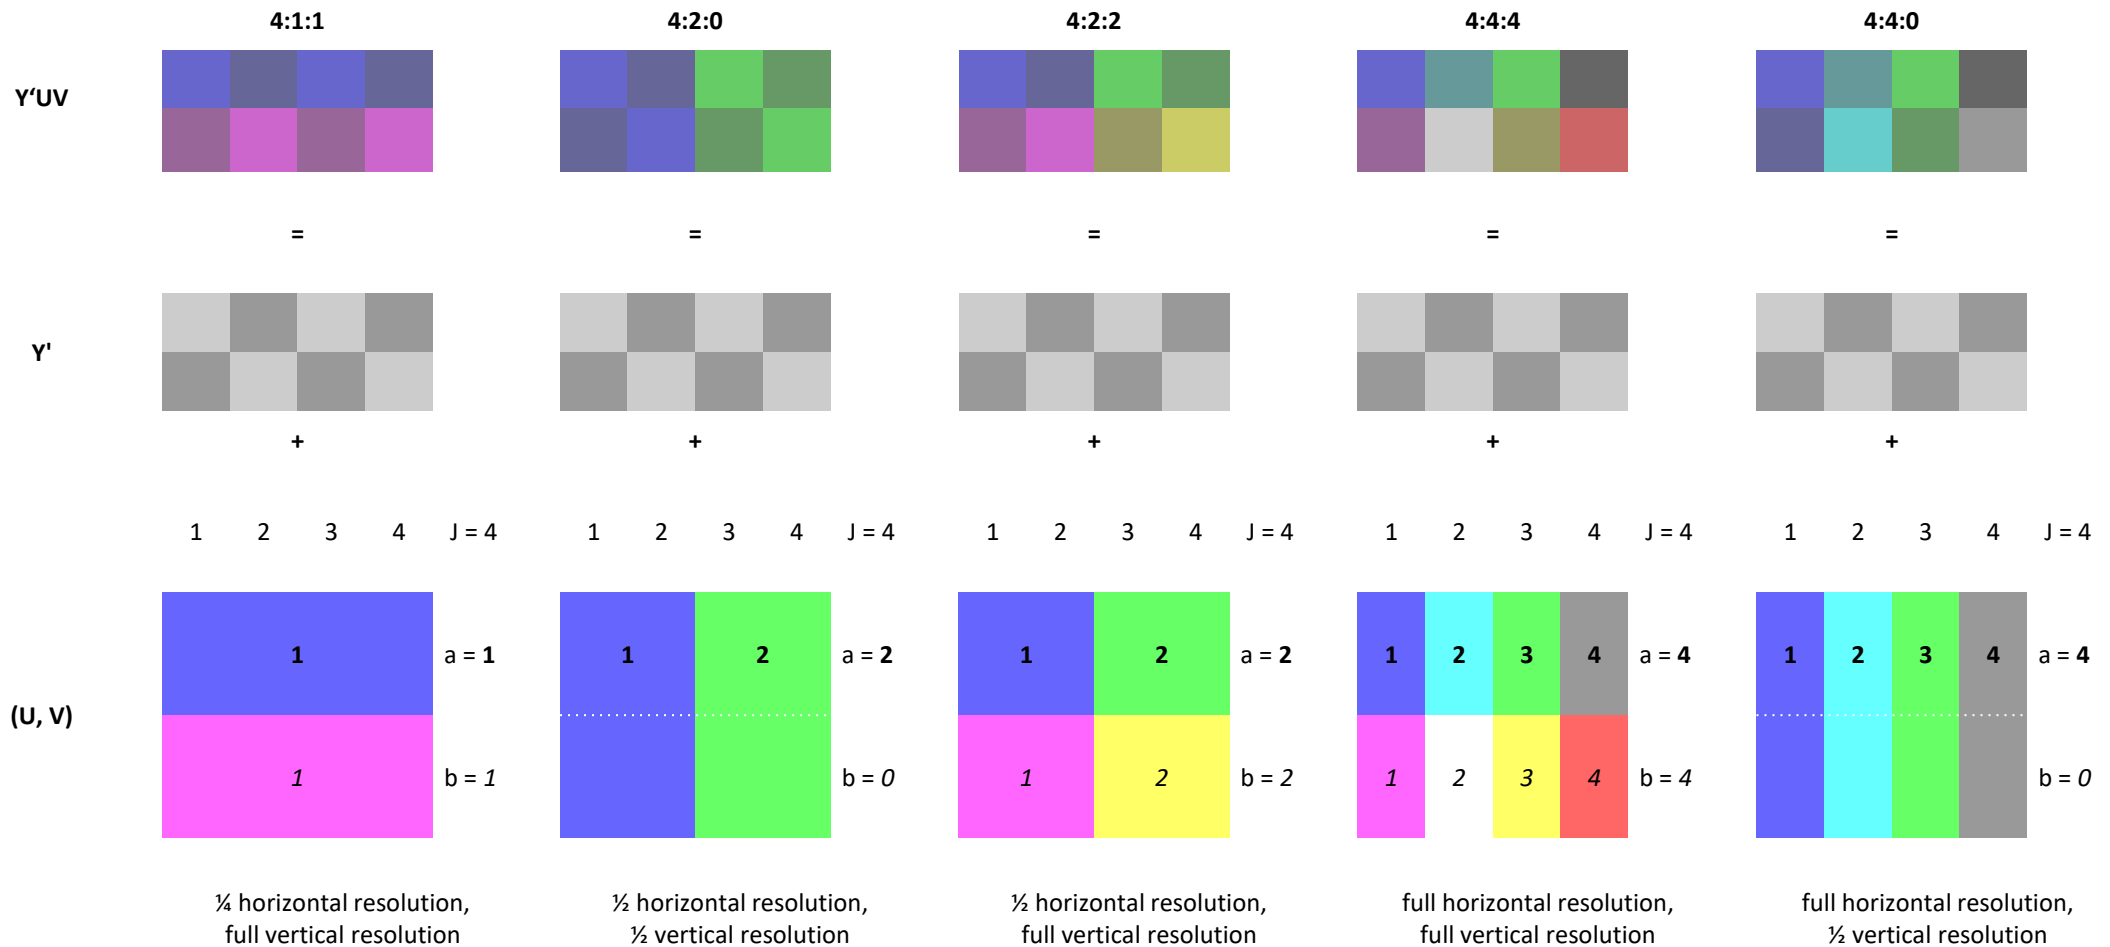 4:1:1 4:2:0 4:2:2 4:4:4 4:4:0
Y‘UV
= = = = =
Y'
+ + + + +
1 2 3 4 J = 4 1 2 3 4 J = 4 1 2 3 4 J = 4 1 2 3 4 J = 4 1 2 3 4 J = 4
1 a = 1 1 2 a = 2 1 2 a = 2 1 2 3 4 a = 4 1 2 3 4 a = 4
(U, V)
1 b = 1 b = 0 1 2 b = 2 1 2 3 4 b = 4 b = 0
¼ horizontal resolution, ½ horizontal resolution, ½ horizontal resolution, full horizontal resolution, full horizontal resolution,
full vertical resolution ½ vertical resolution full vertical resolution full vertical resolution ½ vertical resolution